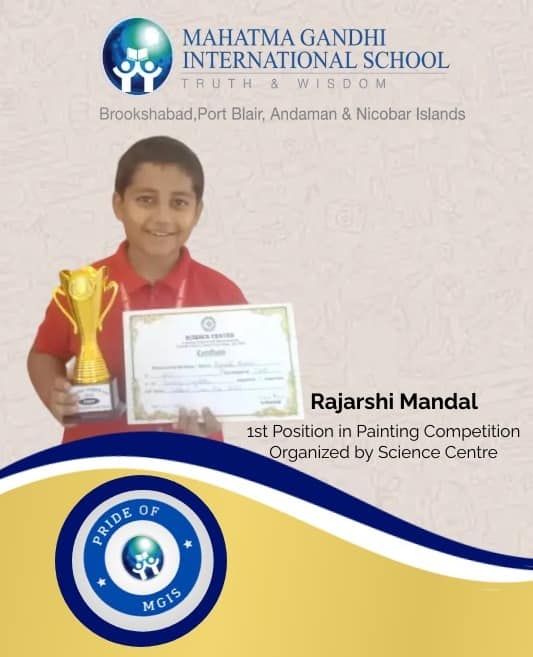 MAHATMA GANDHI
INTERNATIONAL SCHOOL
TRUTH & WISDOM
Brookshabad,Port Blair, Andaman & Nicobar Islands
SCIENCE CENTRE
Certificate
Rajarshi Mandal
1st Position in Painting Competition
Organized by Science Centre
PRIDE OF
MGIS